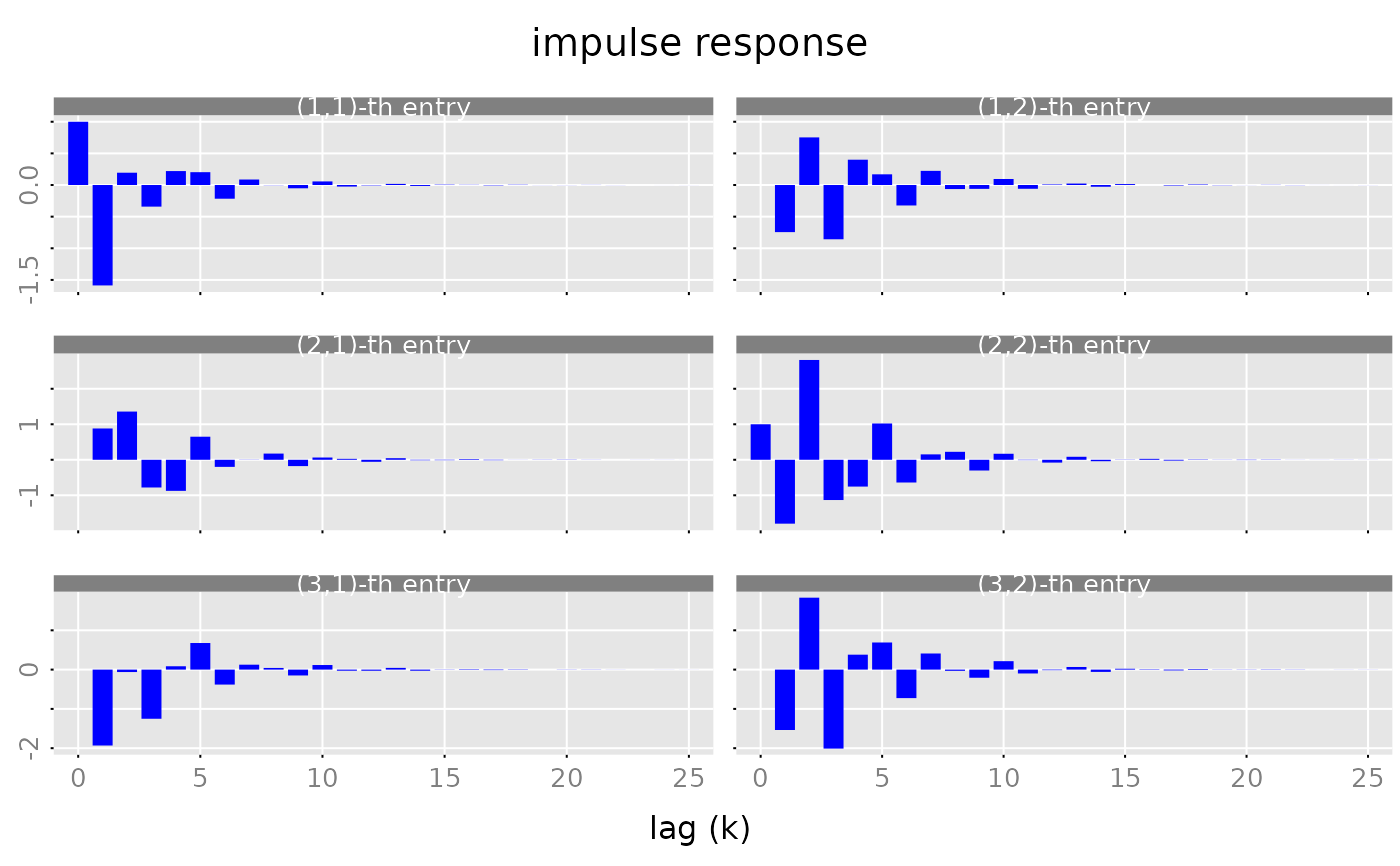 impulse response
(1,1)-th entry
(1,2)-th entry
0.0
-1.5
(2,1)-th entry
(2,2)-th entry
1
-1
(3,1)-th entry
(3,2)-th entry
0
-2
0 5 10 15 20 25
0 5 10 15 20 25
lag (k)